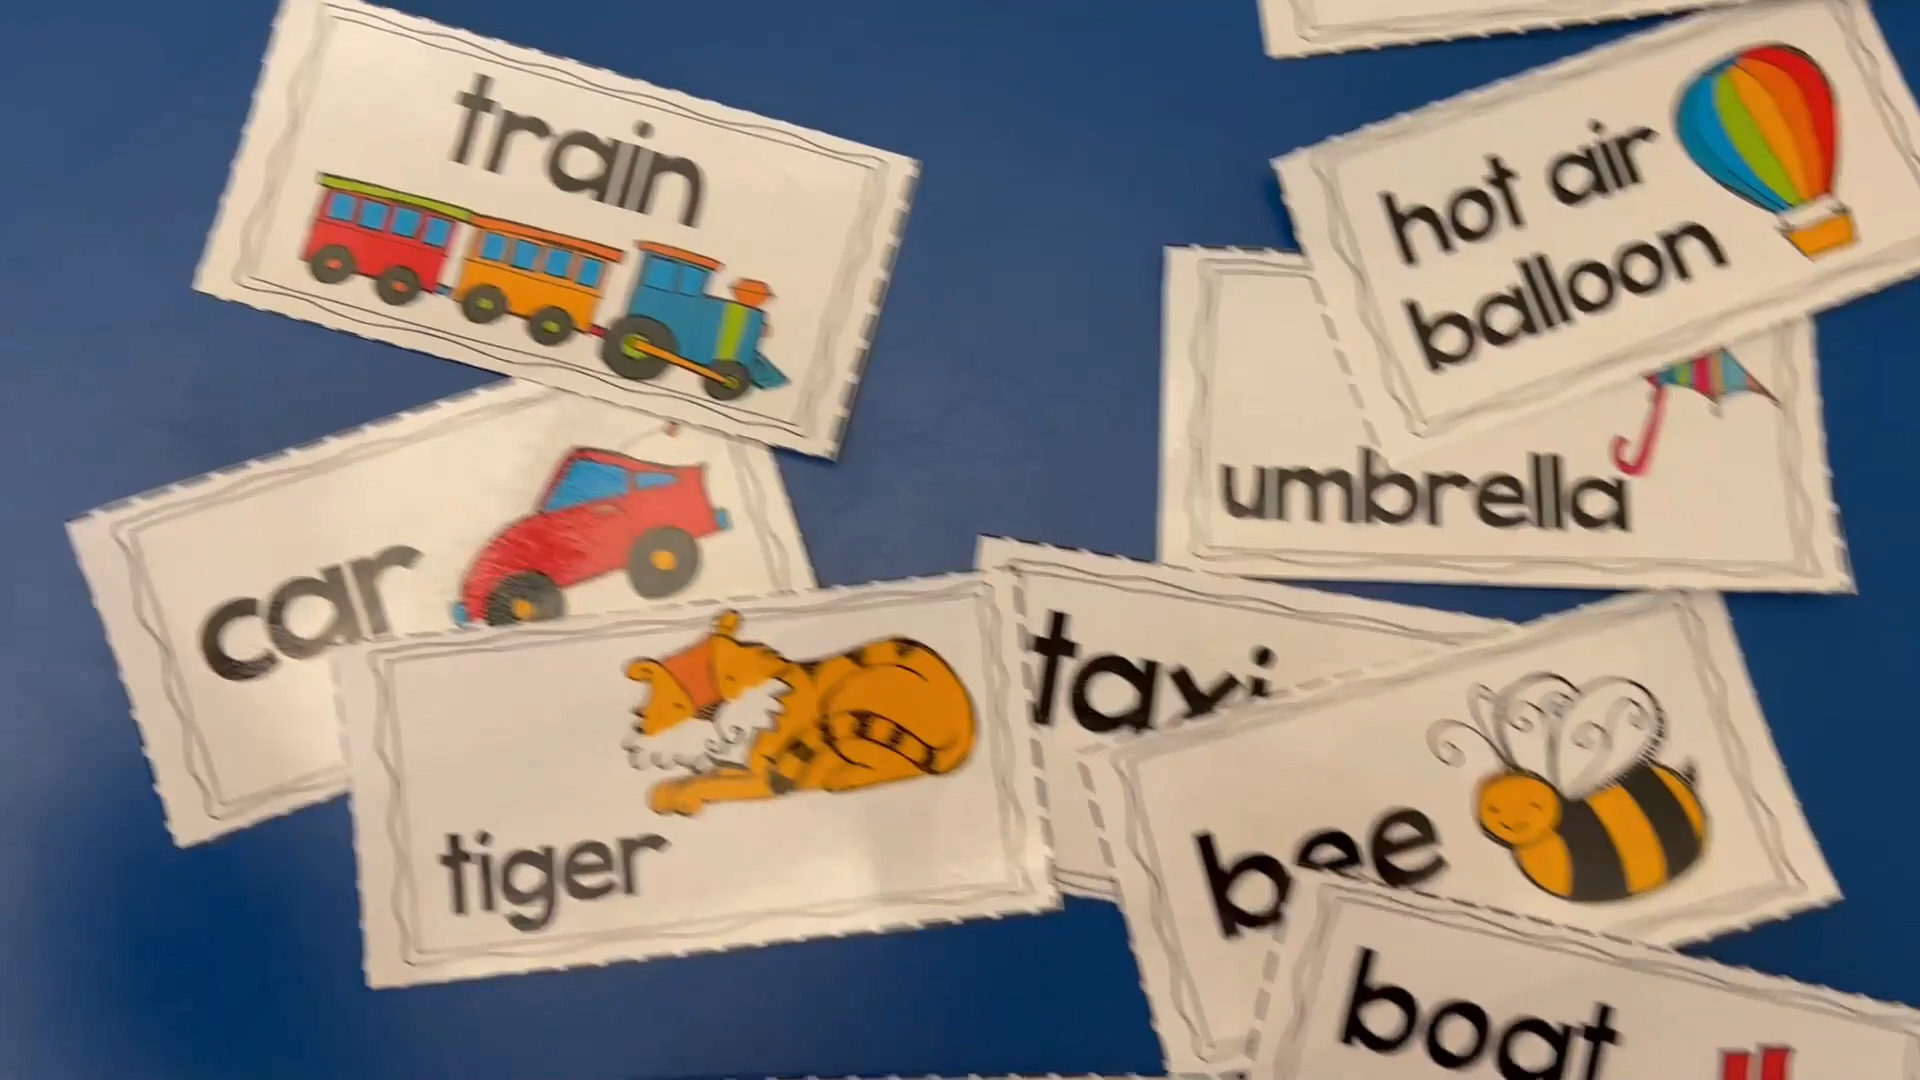 train
hot air
balloon
umbrella
car
taxi
tiger
bee
boat